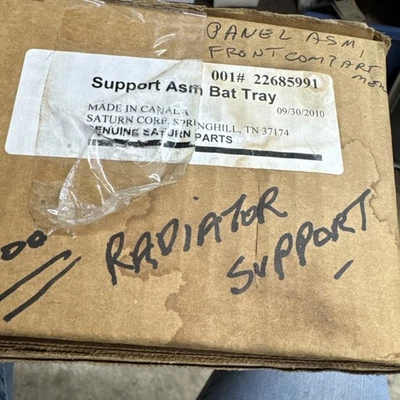 PANEL ASM,
FRONT COMPART
001# 22685991
Support Asm Bat Tray
MADE IN CANADA 09/30/2010
SATURN CORP. SPRINGHILL, TN 37174
GENUINE SATURN PARTS
00
RADIATOR
SUPPORT